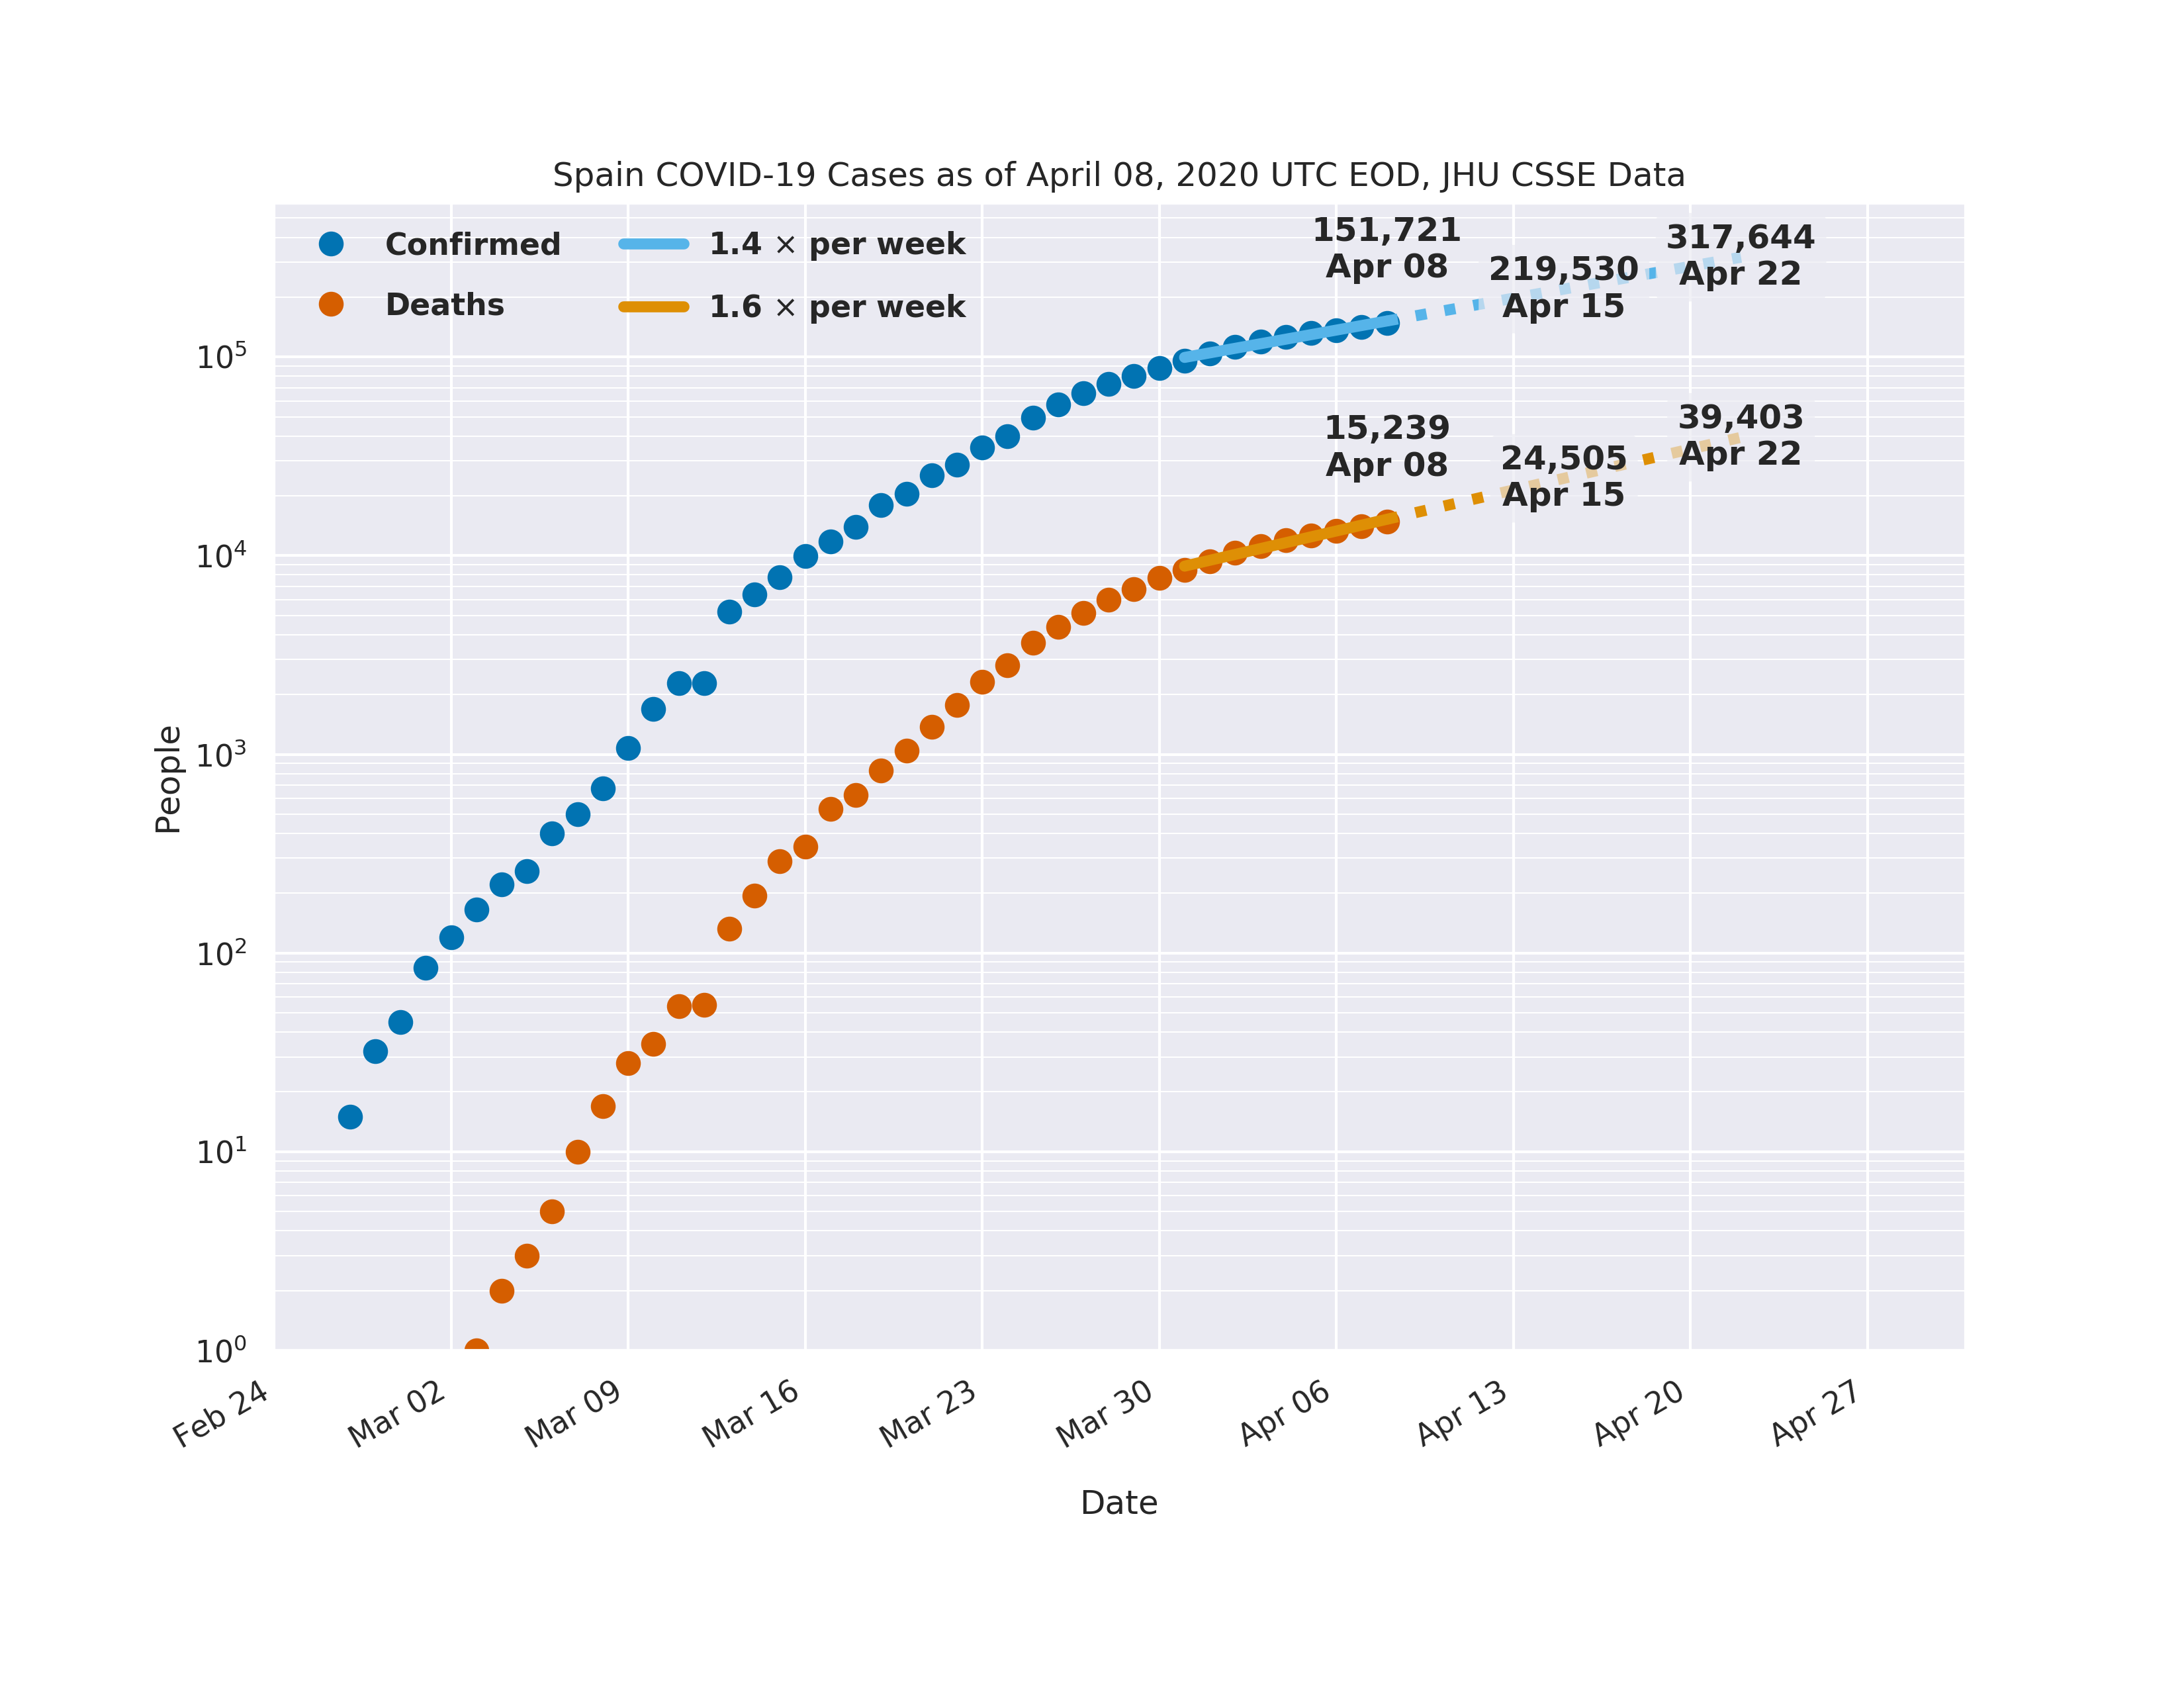 Spain COVID-19 Cases as of April 08, 2020 UTC EOD, JHU CSSE Data
Confirmed
Deaths
1.4 × per week
1.6 × per week
151,721
Apr 08
219,530
Apr 15
317,644
Apr 22
15,239
Apr 08
24,505
Apr 15
39,403
Apr 22
People
10⁵
10⁴
10³
10²
10¹
10⁰
Feb 24
Mar 02
Mar 09
Mar 16
Mar 23
Mar 30
Apr 06
Apr 13
Apr 20
Apr 27
Date